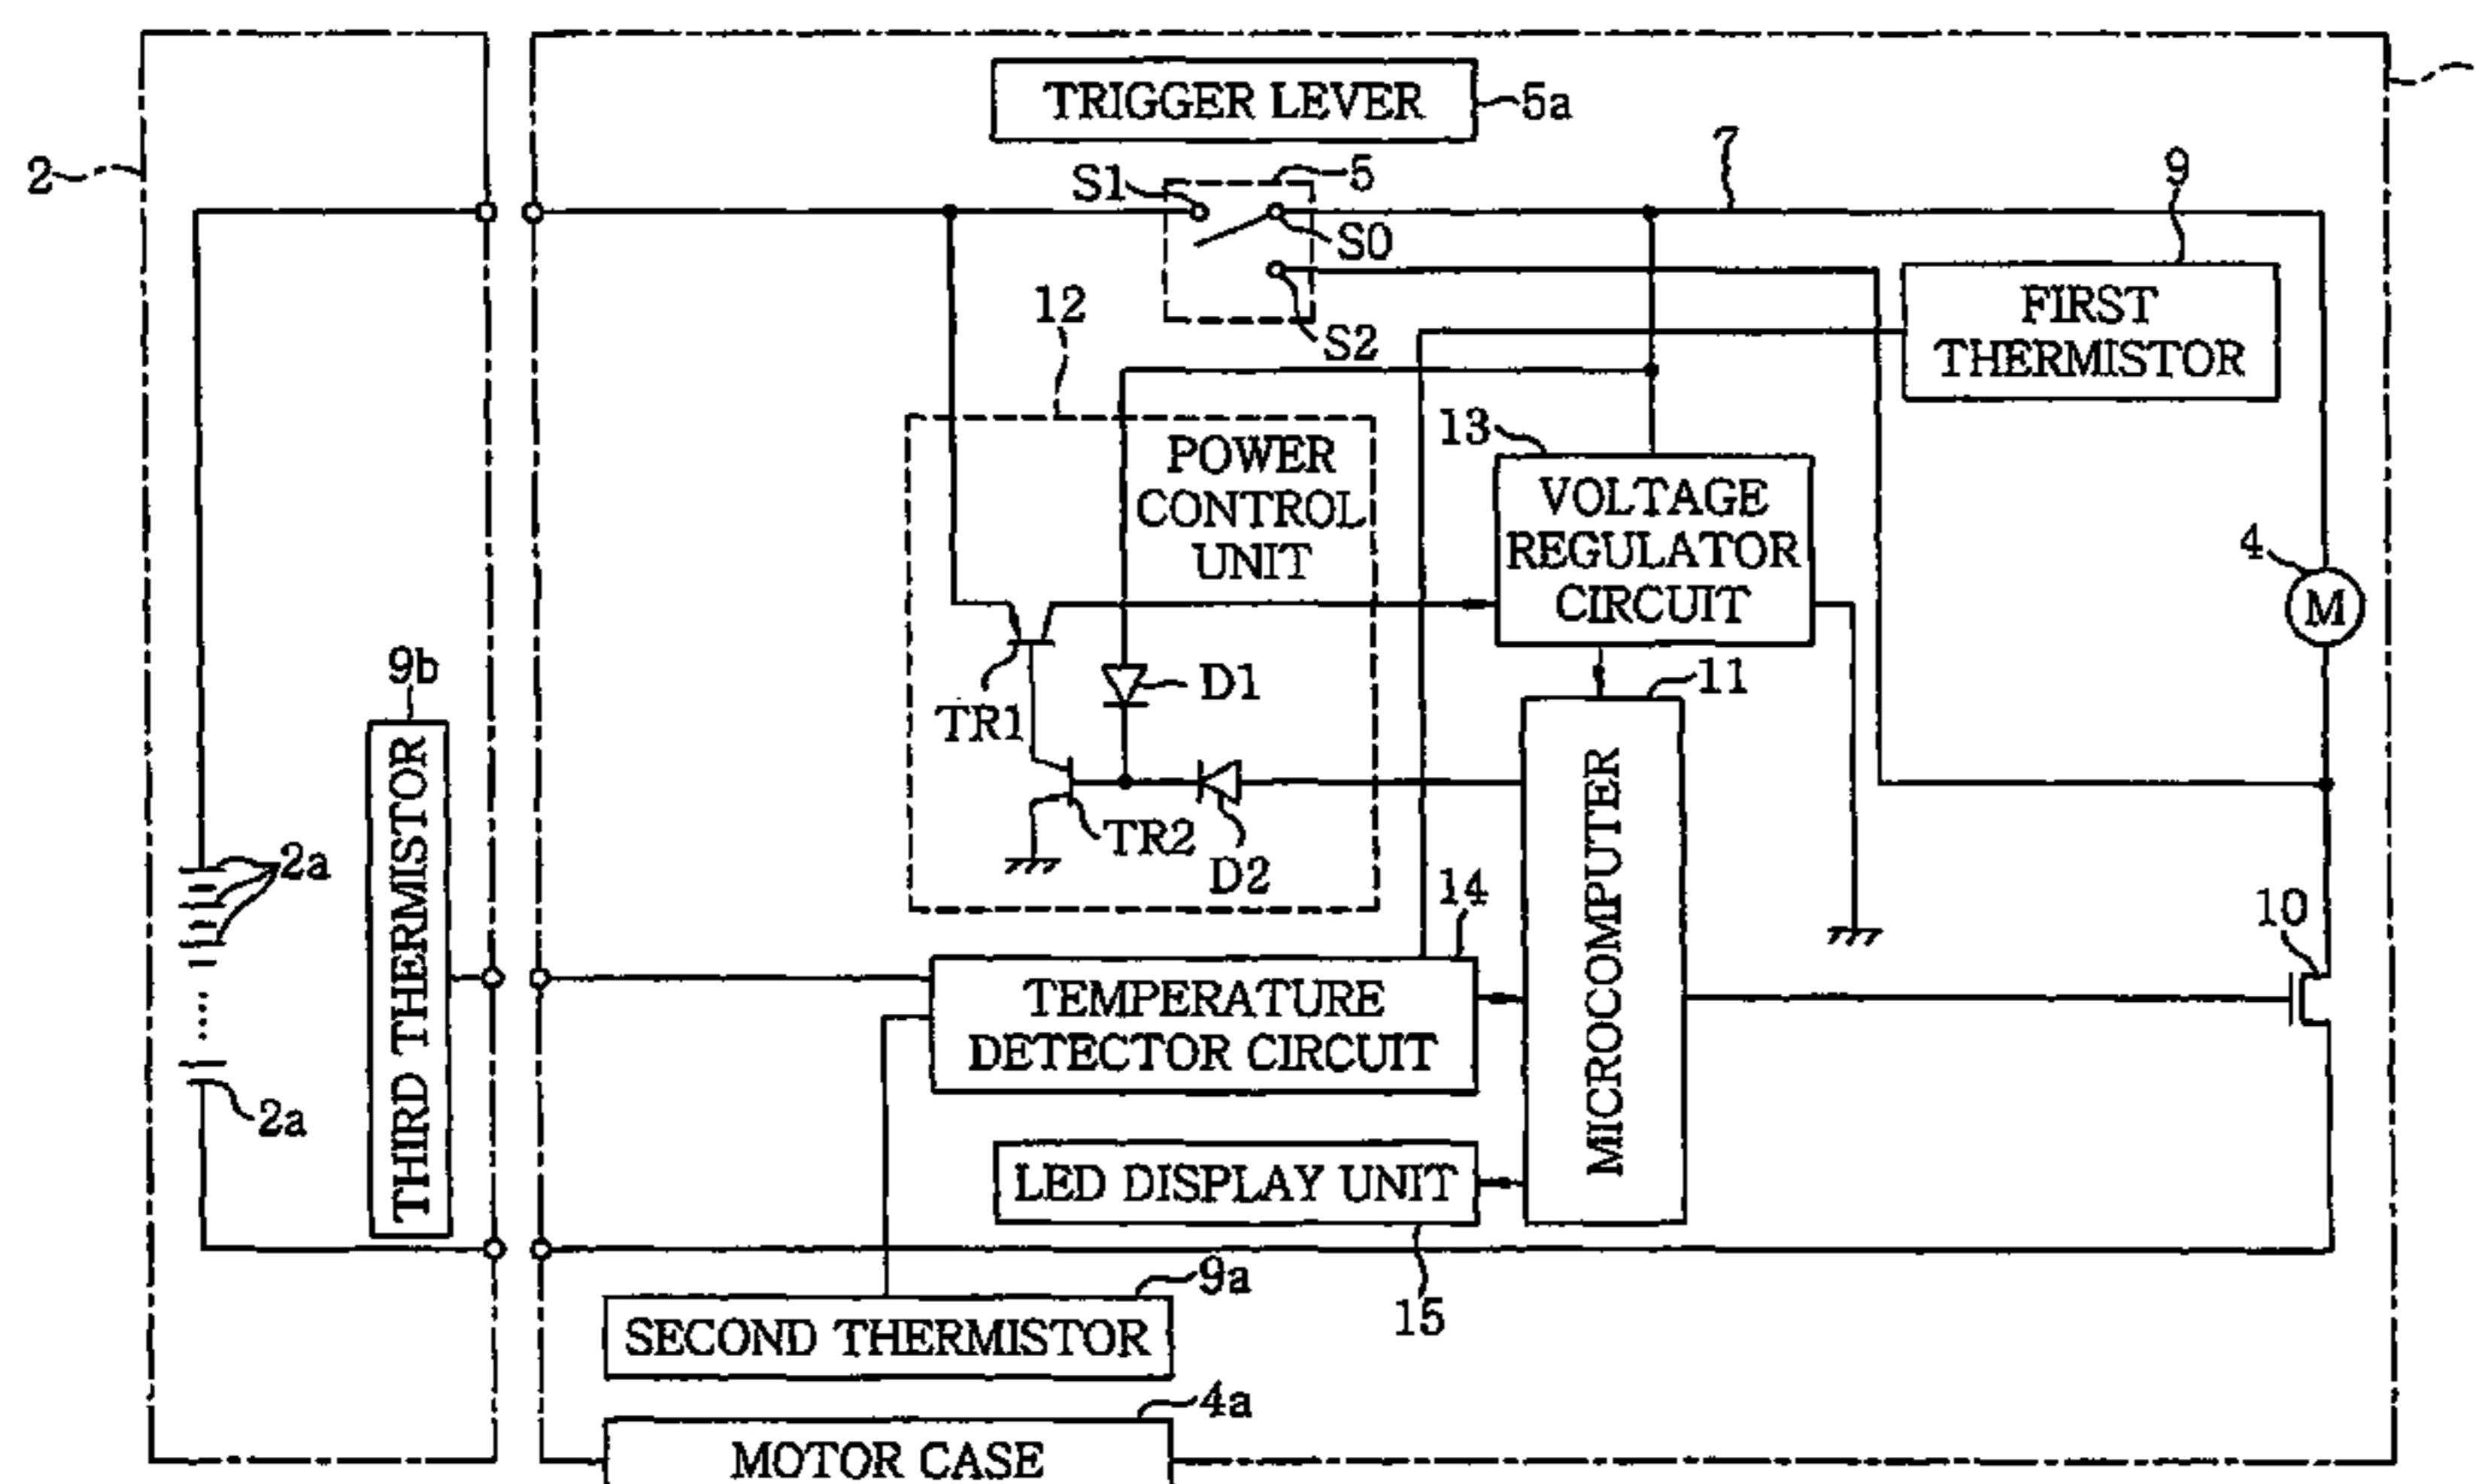 TRIGGER LEVER
5a
2
S1
5
7
9
S0
12
S2
FIRST
THERMISTOR
13
POWER
CONTROL
UNIT
VOLTAGE
REGULATOR
CIRCUIT
4
M
9b
D1
11
TR1
THIRD THERMISTOR
MICROCOMPUTER
TR2
D2
2a
14
10
TEMPERATURE
DETECTOR CIRCUIT
2a
LED DISPLAY UNIT
9a
15
SECOND THERMISTOR
4a
MOTOR CASE